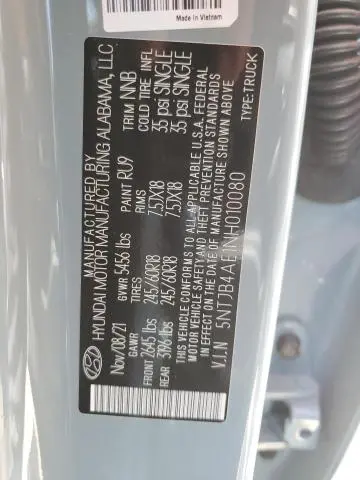 Made in Vietnam
MANUFACTURED BY
HYUNDAI MOTOR MANUFACTURING ALABAMA, LLC
Nov/08/21 GVWR 5456 lbs PAINT RU9 TRIM NNB
GAWR TIRES RIMS COLD TIRE INFL
FRONT 2645 lbs 245/60R18 7.5JX18 35 psi SINGLE
REAR 3196 lbs 245/60R18 7.5JX18 35 psi SINGLE
THIS VEHICLE CONFORMS TO ALL APPLICABLE U.S.A. FEDERAL
MOTOR VEHICLE SAFETY AND THEFT PREVENTION STANDARDS
IN EFFECT ON THE DATE OF MANUFACTURE SHOWN ABOVE
V.I.N TYPE:TRUCK